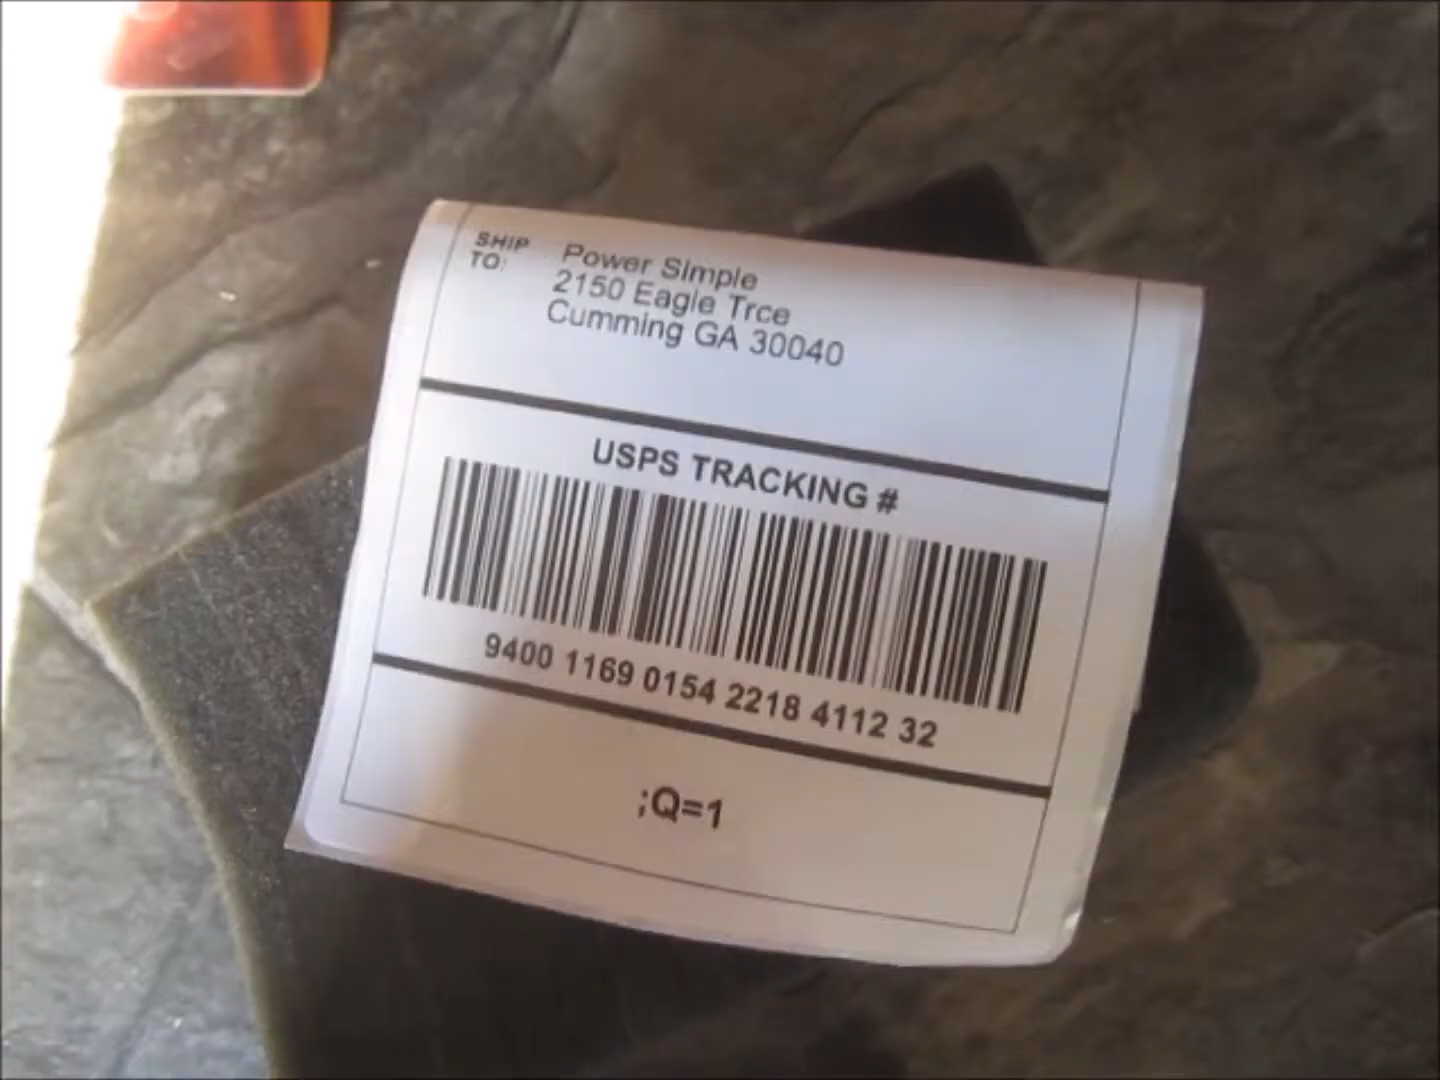 SHIP
TO:
Power Simple
2150 Eagle Trce
Cumming GA 30040
USPS TRACKING #
9400 1169 0154 2218 4112 32
;Q=1